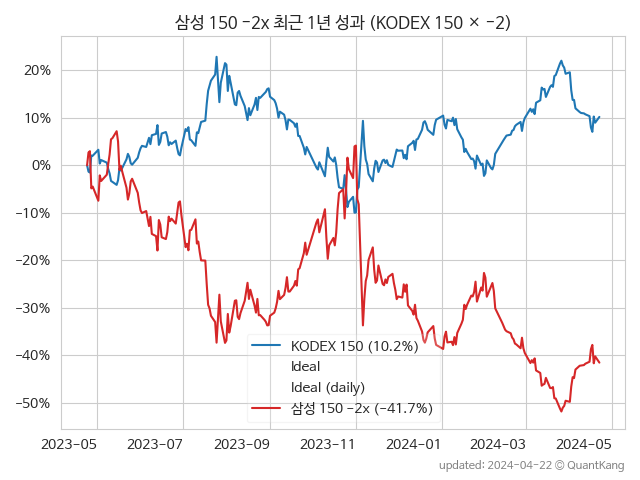 삼성 150 −2x 최근 1년 성과 (KODEX 150 × −2)
20%
10%
0%
−10%
−20%
−30%
−40%
−50%
KODEX 150 (10.2%)
Ideal
Ideal (daily)
삼성 150 −2x (−41.7%)
2023-05 2023-07 2023-09 2023-11 2024-01 2024-03 2024-05
updated: 2024-04-22 © QuantKang